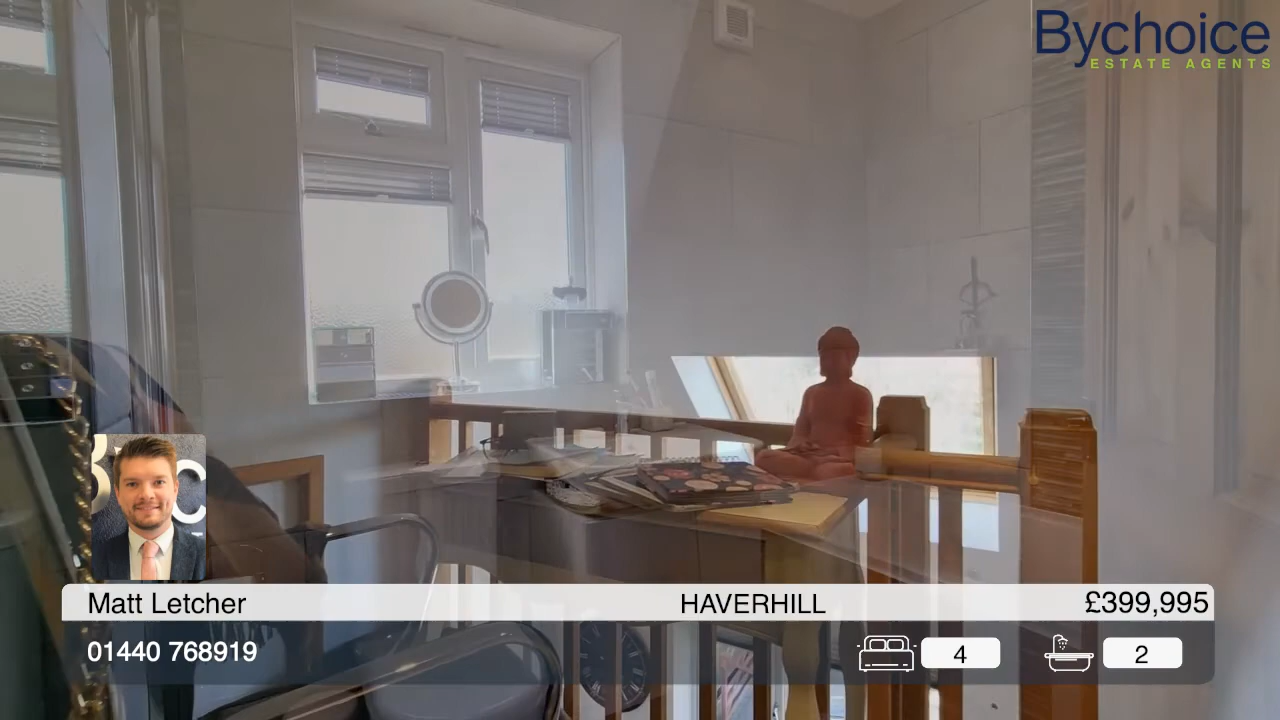 Bychoice
ESTATE AGENTS
Matt Letcher
HAVERHILL
£399,995
01440 768919
4
2